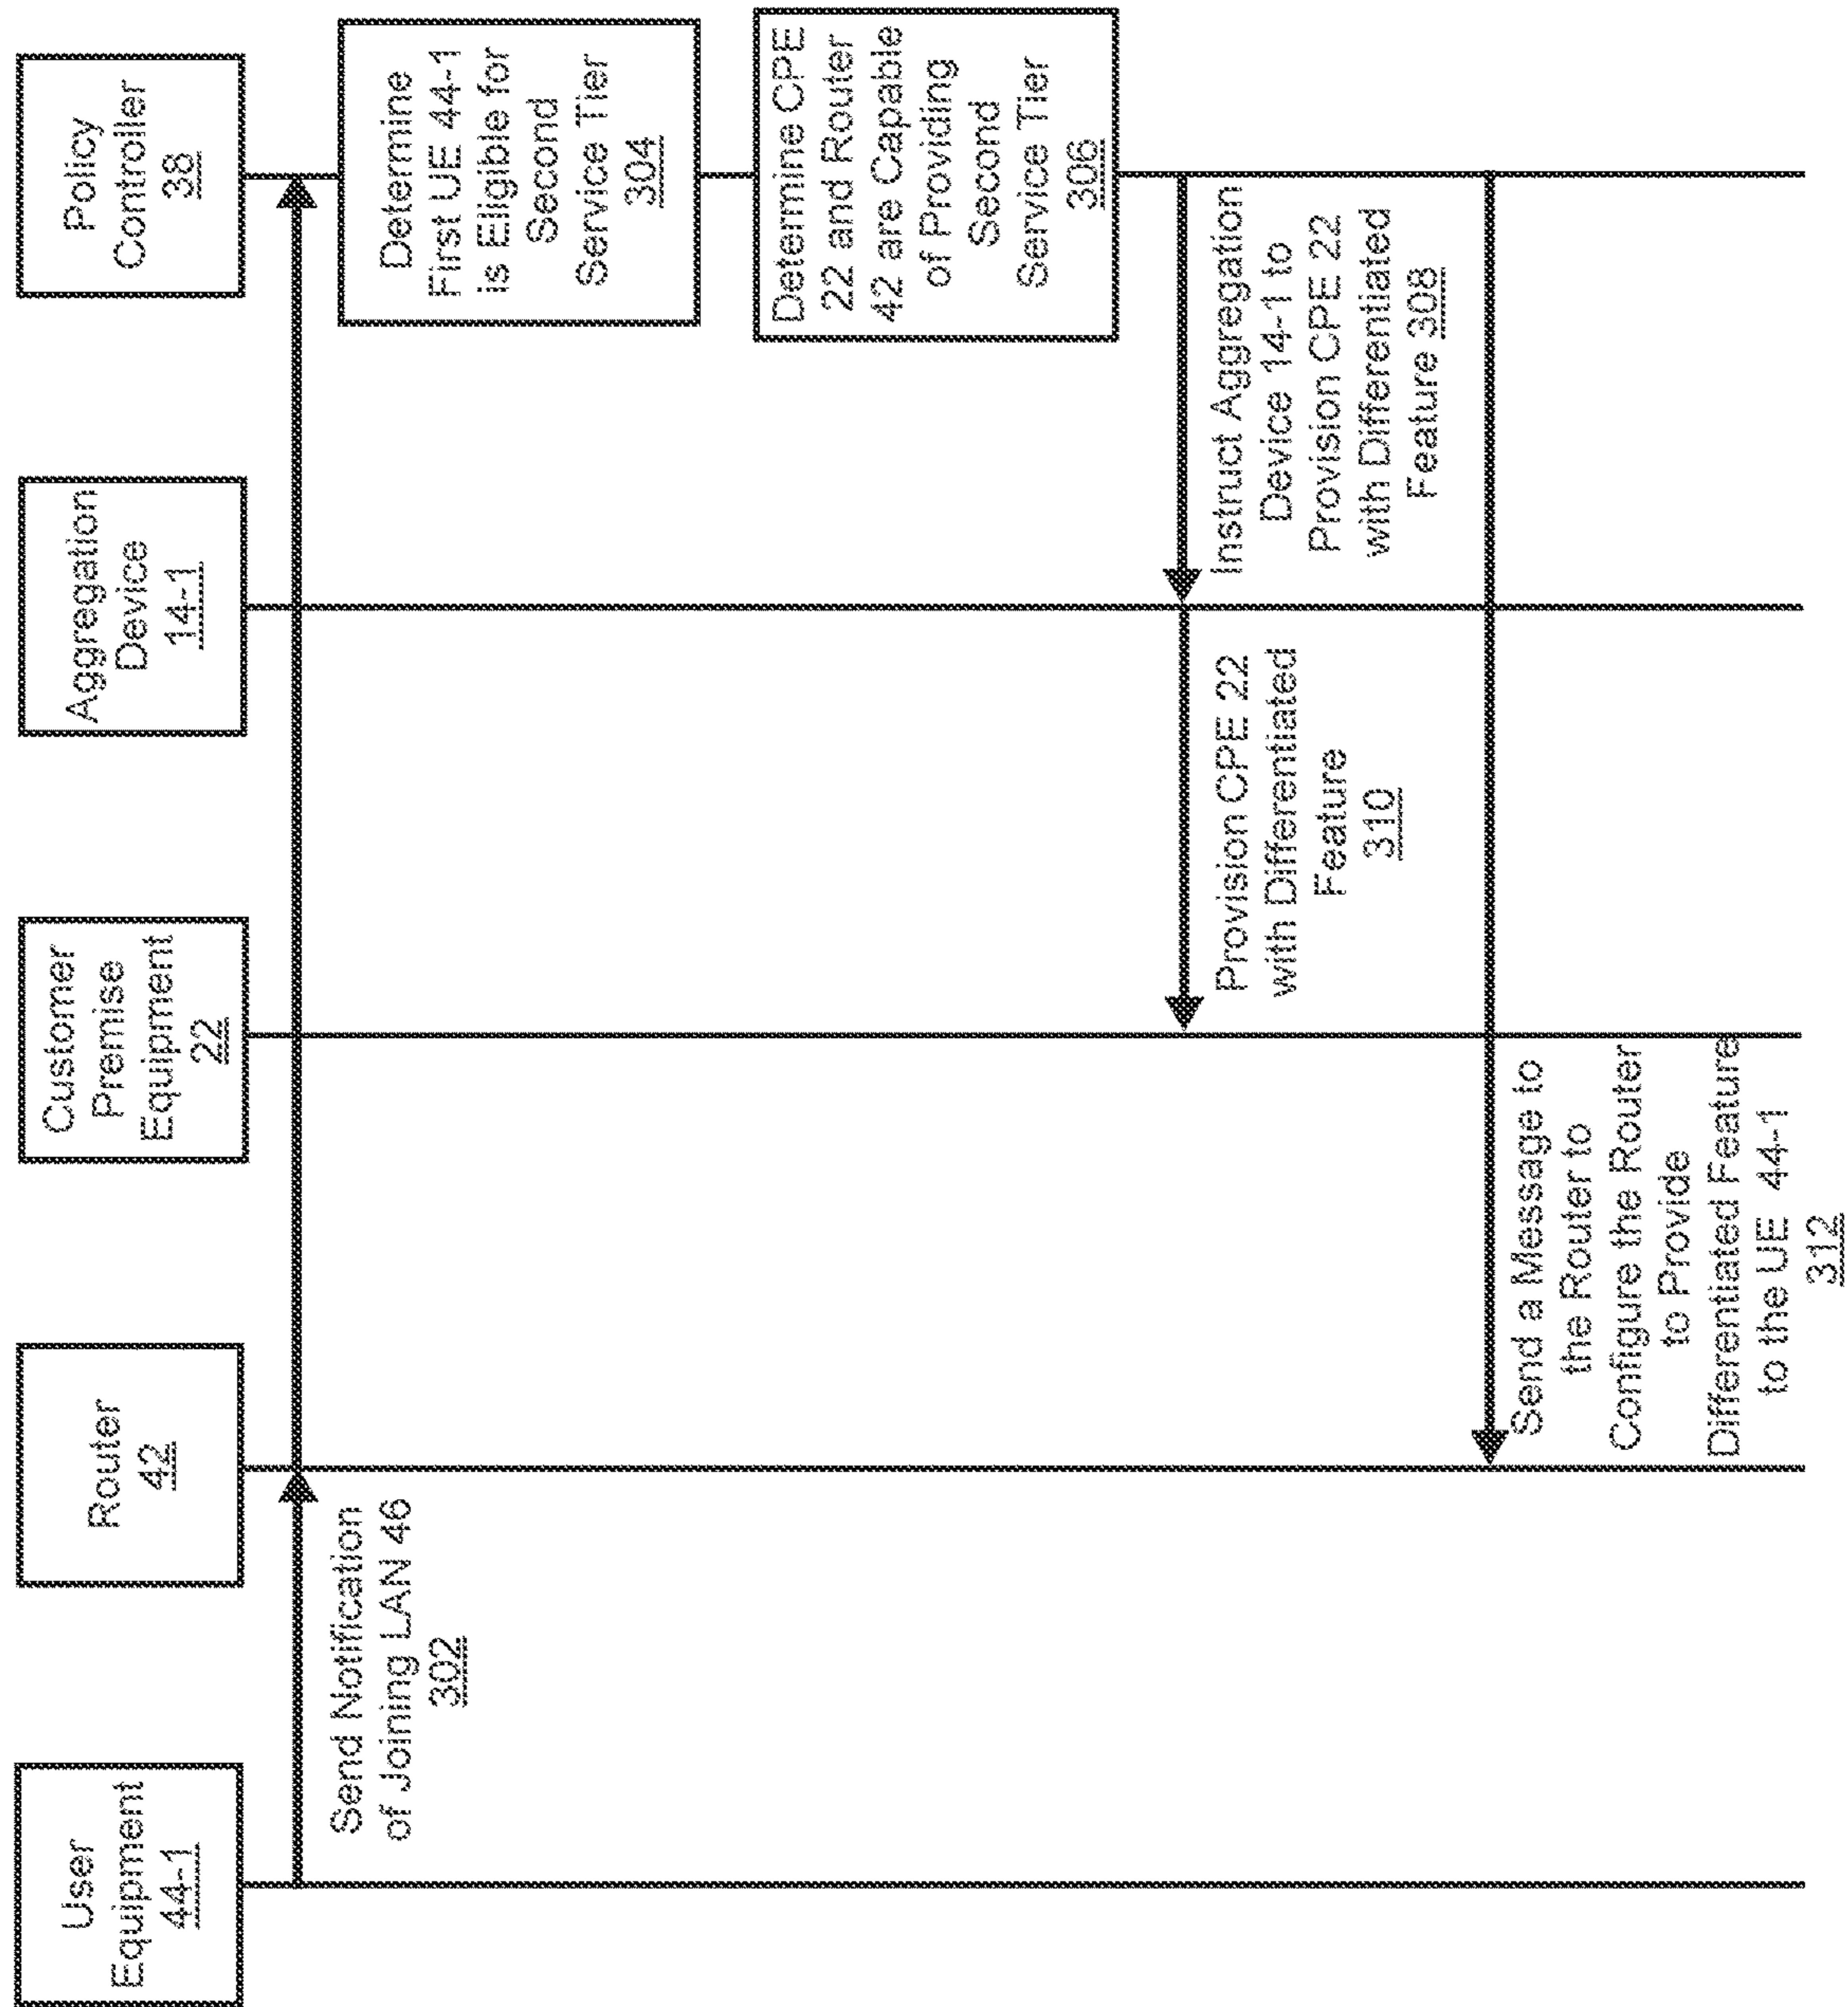 User
Equipment
44-1
Router
42
Customer
Premise
Equipment
22
Aggregation
Device
14-1
Policy
Controller
38
Send Notification
of Joining LAN 46
302
Determine
First UE 44-1
is Eligible for
Second
Service Tier
304
Determine CPE
22 and Router
42 are Capable
of Providing
Second
Service Tier
306
Instruct Aggregation
Device 14-1 to
Provision CPE 22
with Differentiated
Feature 308
Provision CPE 22
with Differentiated
Feature
310
Send a Message to
the Router to
Configure the Router
to Provide
Differentiated Feature
to the UE 44-1
312